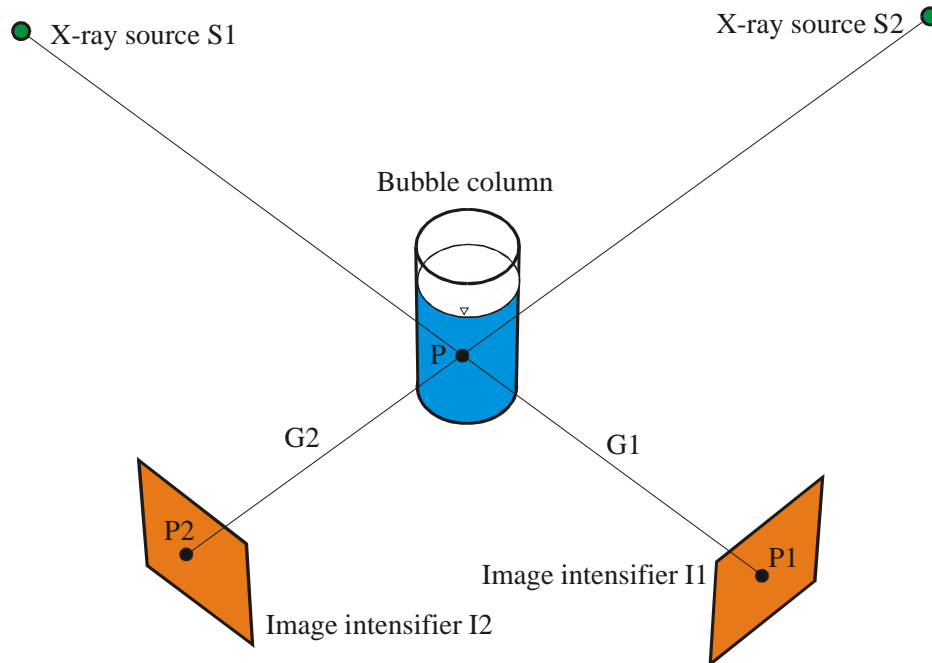 X-ray source S1
X-ray source S2
Bubble column
P
G2
G1
P2
P1
Image intensifier I1
Image intensifier I2